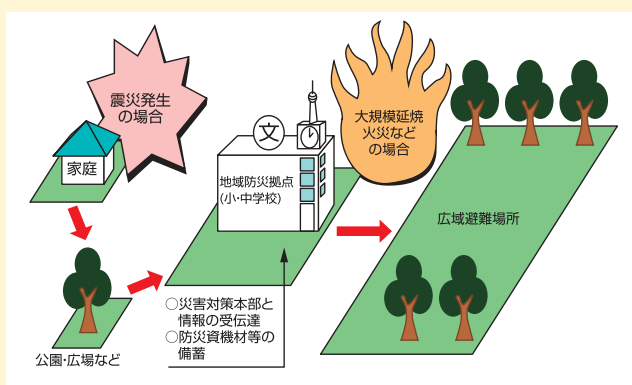 震災発生
の場合
家庭
公園・広場など
文
地域防災拠点
(小・中学校)
○災害対策本部と
情報の受伝達
○防災資機材等の
備蓄
大規模延焼
火災など
の場合
広域避難場所